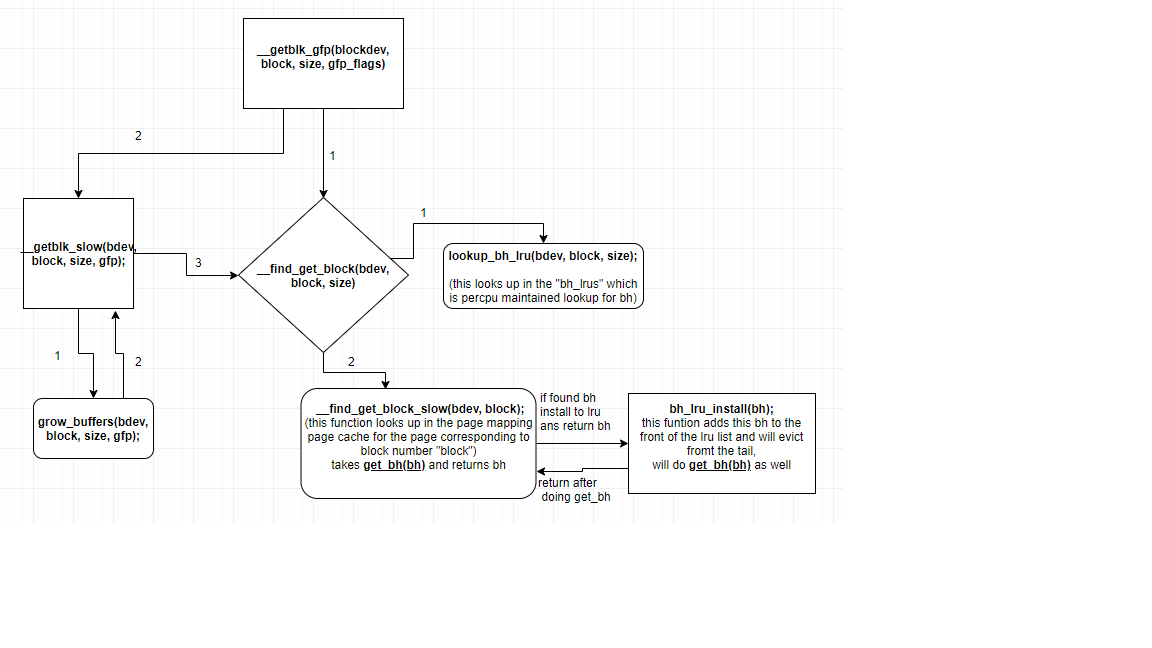 __getblk_gfp(blockdev,
block, size, gfp_flags)
2
1
1
__getblk_slow(bdev,
block, size, gfp);
3
__find_get_block(bdev,
block, size)
lookup_bh_lru(bdev, block, size);
(this looks up in the "bh_lrus" which
is percpu maintained lookup for bh)
1
2
2
grow_buffers(bdev,
block, size, gfp);
__find_get_block_slow(bdev, block);
(this function looks up in the page mapping
page cache for the page corresponding to
block number "block")
takes get_bh(bh) and returns bh
if found bh
install to lru
ans return bh
return after
doing get_bh
bh_lru_install(bh);
this funtion adds this bh to the
front of the lru list and will evict
fromt the tail,
will do get_bh(bh) as well